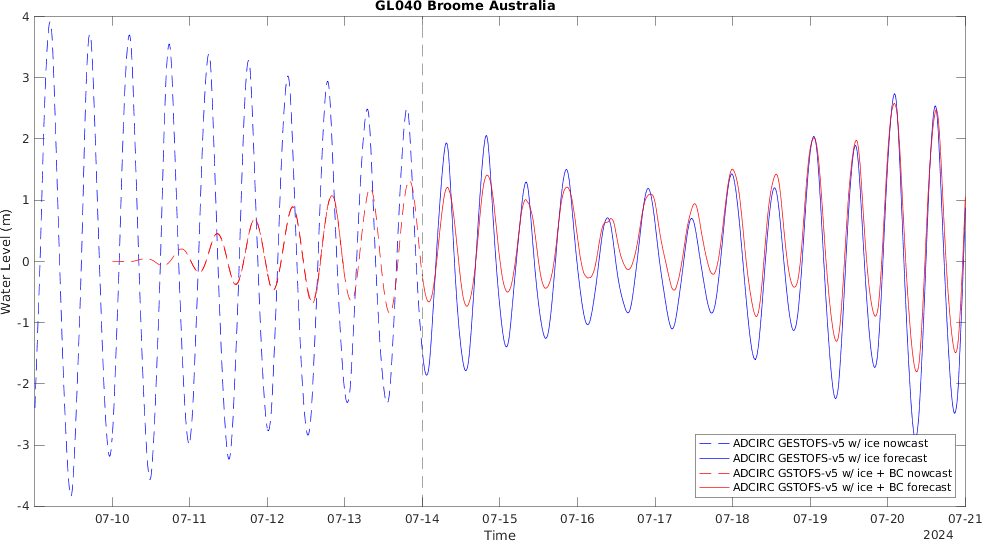 GL040 Broome Australia
4
3
2
1
0
-1
-2
-3
-4
Water Level (m)
ADCIRC GESTOFS-v5 w/ ice nowcast
ADCIRC GESTOFS-v5 w/ ice forecast
ADCIRC GSTOFS-v5 w/ ice + BC nowcast
ADCIRC GSTOFS-v5 w/ ice + BC forecast
07-10 07-11 07-12 07-13 07-14 07-15 07-16 07-17 07-18 07-19 07-20 07-21
Time 2024